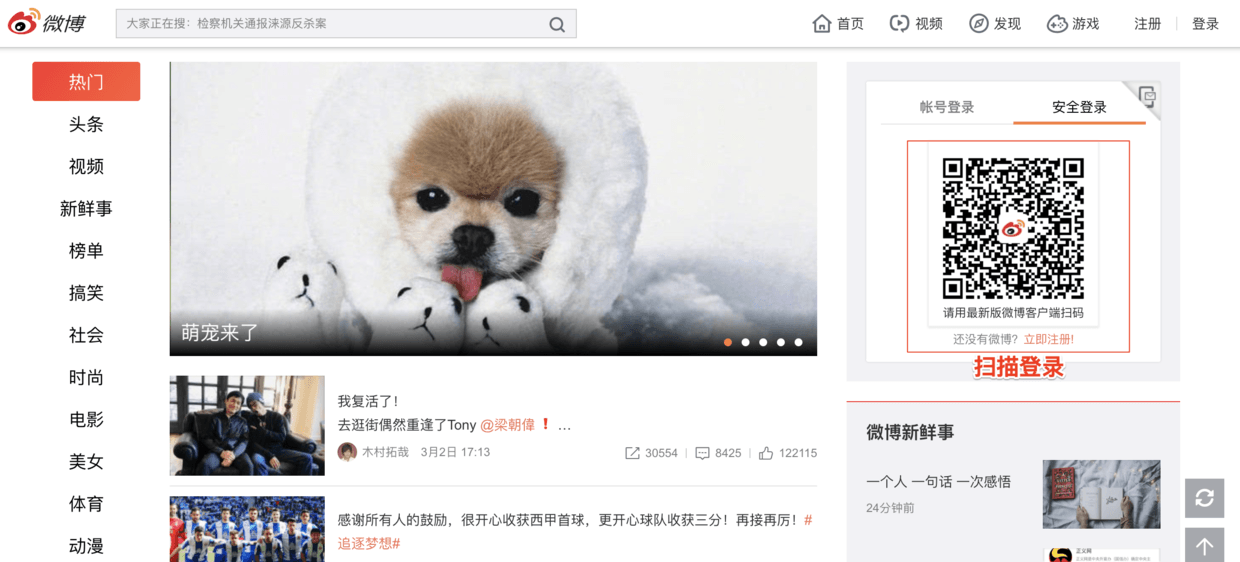 微博
大家正在搜：检察机关通报涞源反杀案
首页
视频
发现
游戏
注册
登录
热门
头条
视频
新鲜事
榜单
搞笑
社会
时尚
电影
美女
体育
动漫
萌宠来了
我复活了！
去逛街偶然重逢了Tony @梁朝偉❗ ...
木村拓哉 3月2日 17:13
30554
8425
122115
感谢所有人的鼓励，很开心收获西甲首球，更开心球队收获三分！再接再厉！#
追逐梦想#
帐号登录
安全登录
请用最新版微博客户端扫码
还没有微博？立即注册!
扫描登录
微博新鲜事
一个人 一句话 一次感悟
24分钟前
正义网